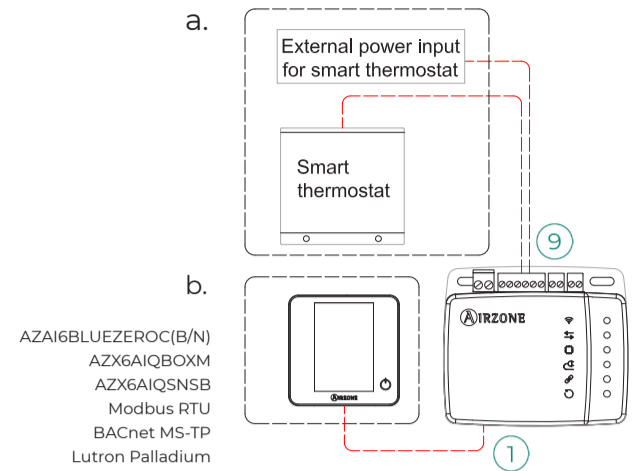 a.
External power input
for smart thermostat
Smart
thermostat
9
b.
AIRZONE
AZAI6BLUEZEROC(B/N)
AZX6AIQBOXM
AZX6AIQSNSB
Modbus RTU
BACnet MS-TP
Lutron Palladium
AIRZONE
1